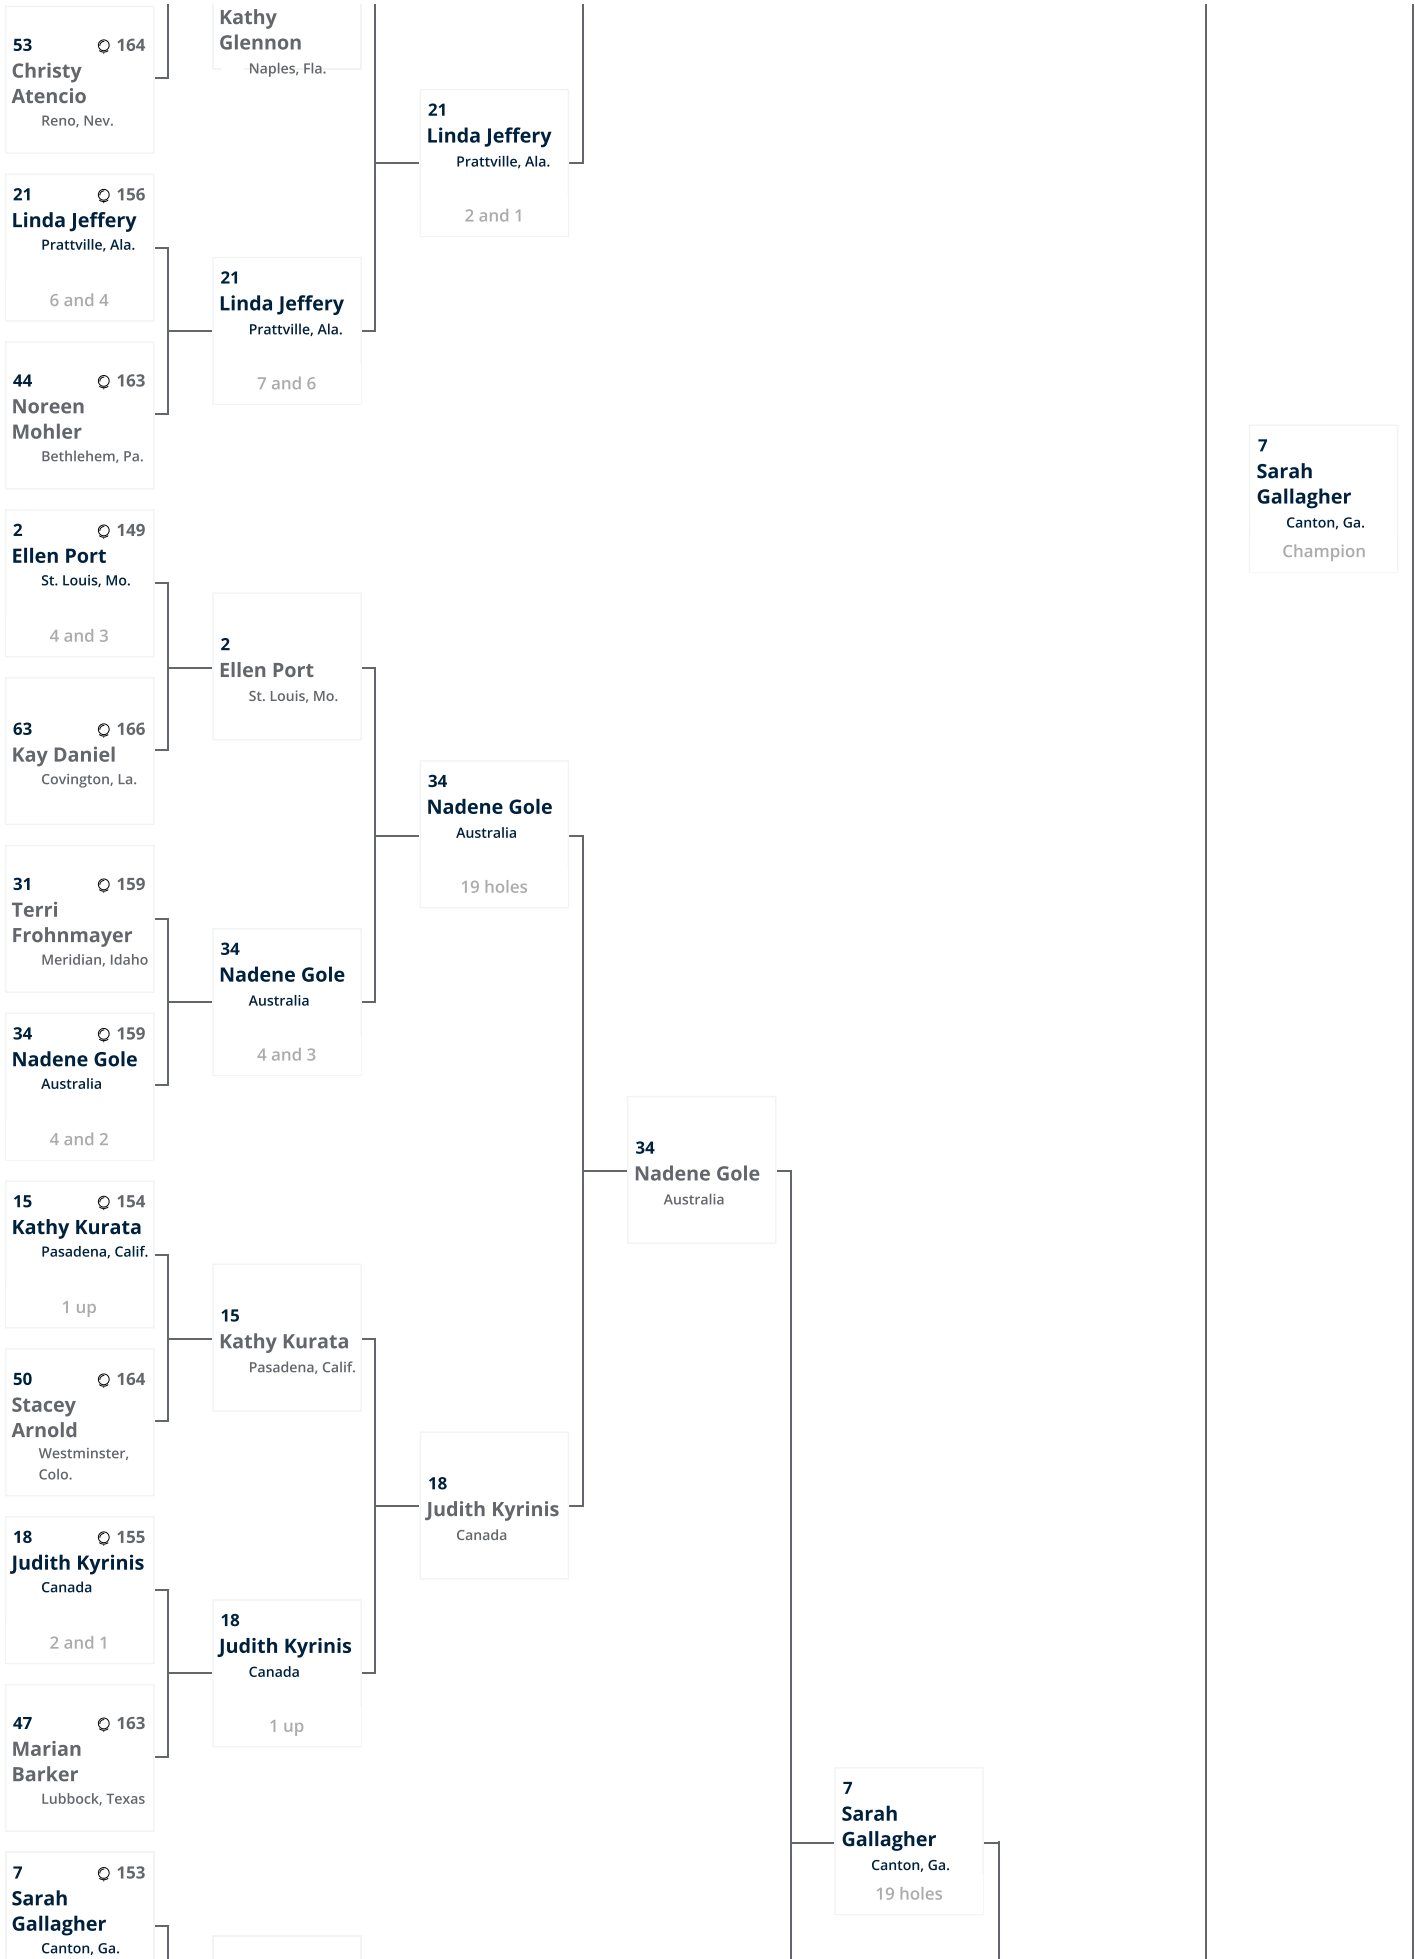 53 164
Christy
Atencio
Reno, Nev.
21 156
Linda Jeffery
Prattville, Ala.
6 and 4
44 163
Noreen
Mohler
Bethlehem, Pa.
2 149
Ellen Port
St. Louis, Mo.
4 and 3
63 166
Kay Daniel
Covington, La.
31 159
Terri
Frohnmayer
Meridian, Idaho
34 159
Nadene Gole
Australia
4 and 2
15 154
Kathy Kurata
Pasadena, Calif.
1 up
50 164
Stacey
Arnold
Westminster,
Colo.
18 155
Judith Kyrinis
Canada
2 and 1
47 163
Marian
Barker
Lubbock, Texas
7 153
Sarah
Gallagher
Canton, Ga.
Kathy
Glennon
Naples, Fla.
21
Linda Jeffery
Prattville, Ala.
7 and 6
2
Ellen Port
St. Louis, Mo.
34
Nadene Gole
Australia
4 and 3
15
Kathy Kurata
Pasadena, Calif.
18
Judith Kyrinis
Canada
1 up
21
Linda Jeffery
Prattville, Ala.
2 and 1
34
Nadene Gole
Australia
19 holes
18
Judith Kyrinis
Canada
34
Nadene Gole
Australia
7
Sarah
Gallagher
Canton, Ga.
19 holes
7
Sarah
Gallagher
Canton, Ga.
Champion